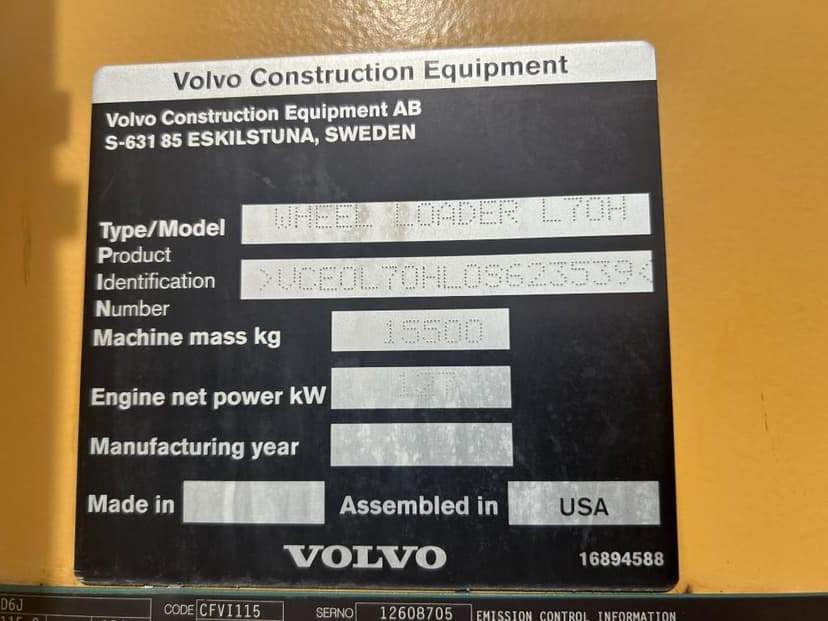 Volvo Construction Equipment
Volvo Construction Equipment AB
S-631 85 ESKILSTUNA, SWEDEN
Type/Model WHEEL LOADER L70H
Product
Identification >VCE0L70HL0S623539<
Number
Machine mass kg 15500
Engine net power kW
Manufacturing year
Made in Assembled in USA
VOLVO 16894588
D6J CODE CFVI115 SERNO 12608705 EMISSION CONTROL INFORMATION